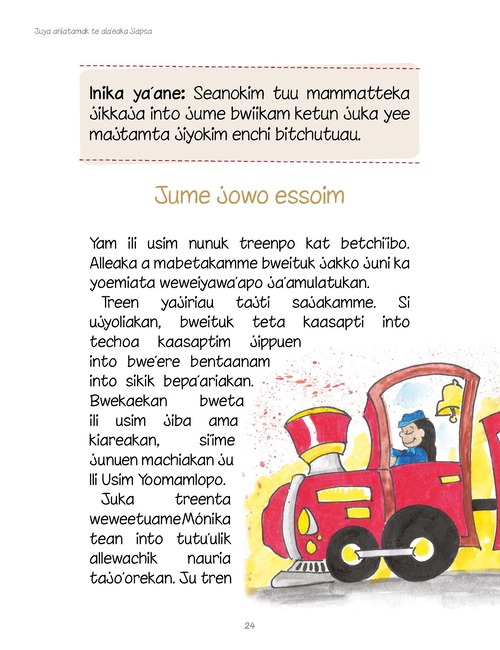 Juya aniatamak te ala'eaka jiapsa
Inika ya'ane: Seanokim tuu mammatteka
jikkaja into jume bwiikam ketun juka yee
majtamta jiyokim enchi bitchutuau.
Jume jowo essoim
Yam ili usim nunuk treenpo kat betchi'ibo.
Alleaka a mabetakamme bweituk jakko juni ka
yoemiata weweiyawa'apo ja'amulatukan.
Treen yajiriau tajti sajakamme. Si
ujyoliakan, bweituk teta kaasapti into
techoa kaasaptim jippuen
into bwe'ere bentaanam
into sikik bepa'ariakan.
Bwekaekan bweta
ili usim jiba ama
kiareakan, si'ime
junuen machiakan ju
Ili Usim Yoomamlopo.
Juka treenta
weweetuame Mónika
tean into tutu'ulik
allewachik nauria
tajo'orekan. Ju tren
24